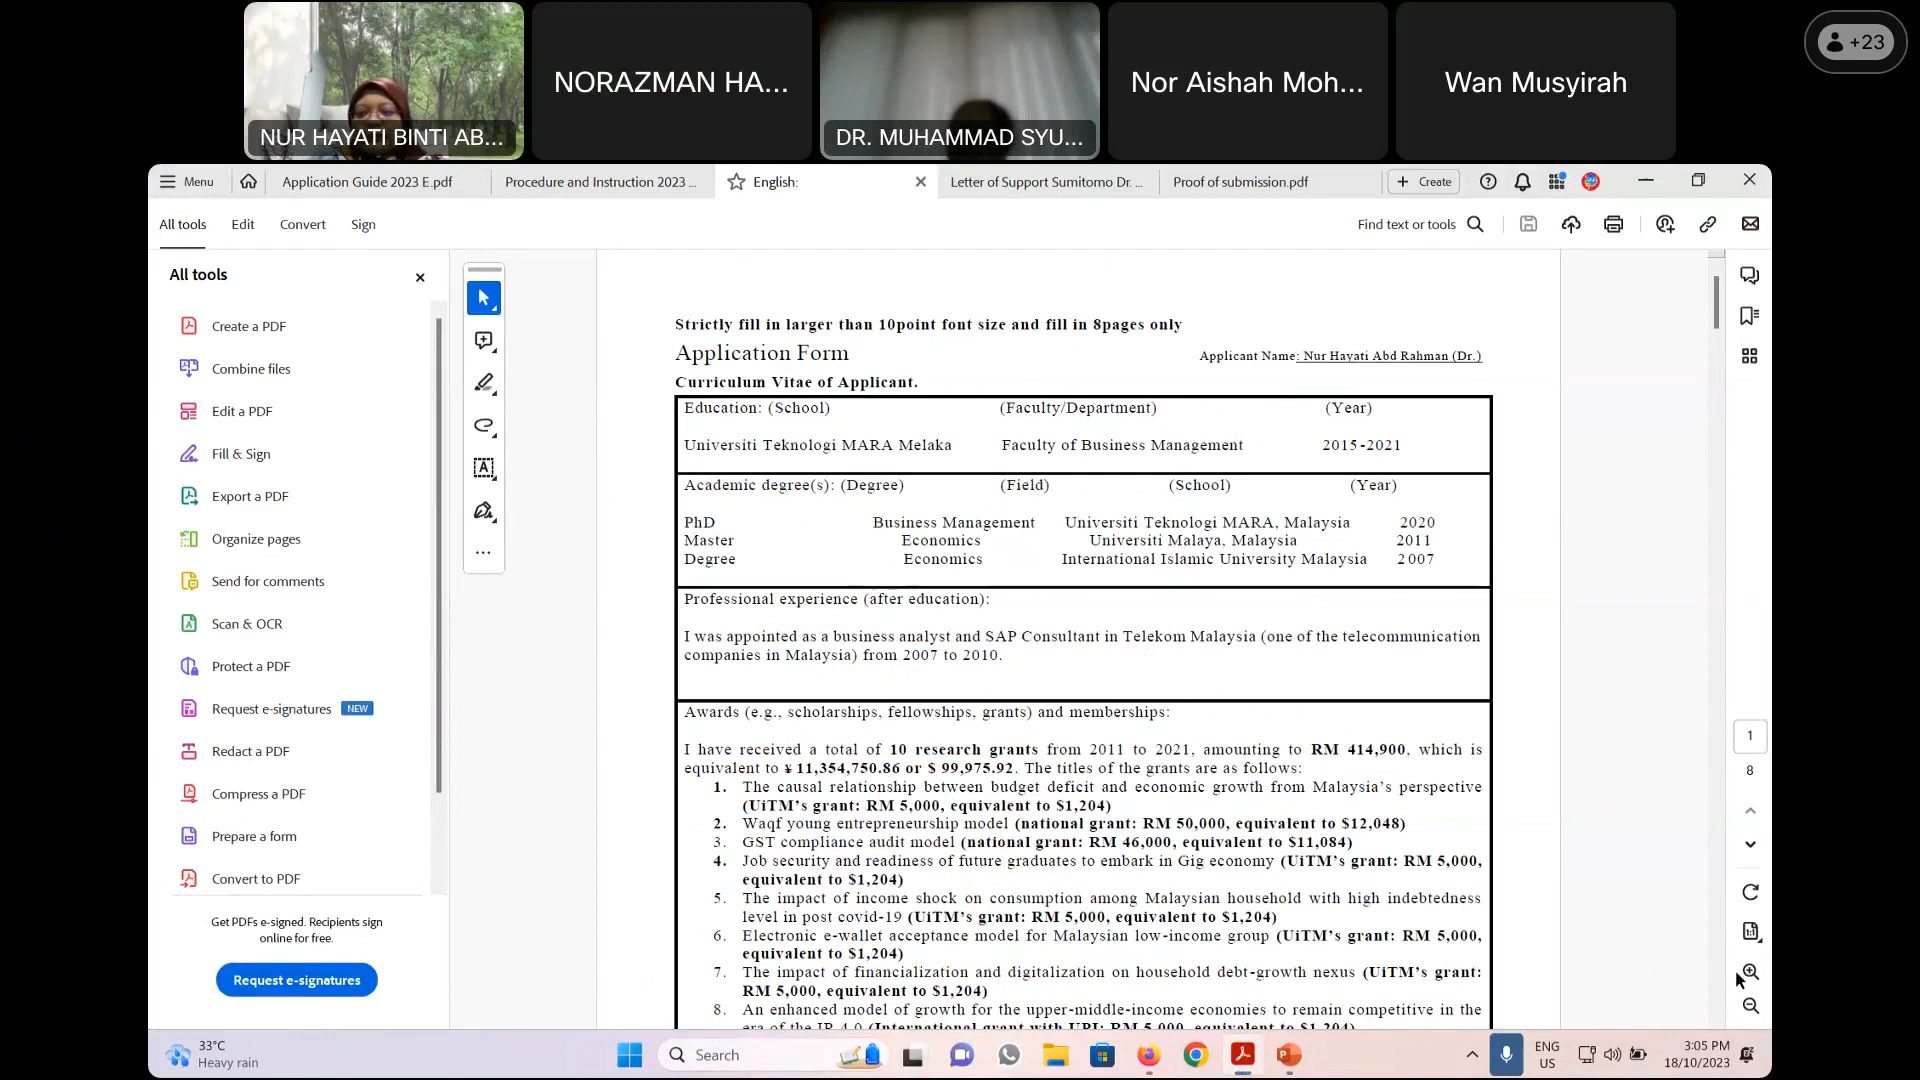 NUR HAYATI BINTI AB...
NORAZMAN HA...
DR. MUHAMMAD SYU...
Nor Aishah Moh...
Wan Musyirah
+23
Menu
Application Guide 2023 E.pdf
Procedure and Instruction 2023 ...
English:
Letter of Support Sumitomo Dr. ...
Proof of submission.pdf
+ Create
All tools
Edit
Convert
Sign
Find text or tools
All tools
Create a PDF
Combine files
Edit a PDF
Fill & Sign
Export a PDF
Organize pages
Send for comments
Scan & OCR
Protect a PDF
Request e-signatures NEW
Redact a PDF
Compress a PDF
Prepare a form
Convert to PDF
Get PDFs e-signed. Recipients sign
online for free.
Request e-signatures
Strictly fill in larger than 10point font size and fill in 8pages only
Application Form
Applicant Name: Nur Hayati Abd Rahman (Dr.)
Curriculum Vitae of Applicant.
Education: (School) (Faculty/Department) (Year)
Universiti Teknologi MARA Melaka Faculty of Business Management 2015-2021
Academic degree(s): (Degree) (Field) (School) (Year)
PhD Business Management Universiti Teknologi MARA, Malaysia 2020
Master Economics Universiti Malaya, Malaysia 2011
Degree Economics International Islamic University Malaysia 2007
Professional experience (after education):
I was appointed as a business analyst and SAP Consultant in Telekom Malaysia (one of the telecommunication
companies in Malaysia) from 2007 to 2010.
Awards (e.g., scholarships, fellowships, grants) and memberships:
I have received a total of 10 research grants from 2011 to 2021, amounting to RM 414,900, which is
equivalent to ¥ 11,354,750.86 or $ 99,975.92. The titles of the grants are as follows:
1. The causal relationship between budget deficit and economic growth from Malaysia's perspective
(UiTM's grant: RM 5,000, equivalent to $1,204)
2. Waqf young entrepreneurship model (national grant: RM 50,000, equivalent to $12,048)
3. GST compliance audit model (national grant: RM 46,000, equivalent to $11,084)
4. Job security and readiness of future graduates to embark in Gig economy (UiTM's grant: RM 5,000,
equivalent to $1,204)
5. The impact of income shock on consumption among Malaysian household with high indebtedness
level in post covid-19 (UiTM's grant: RM 5,000, equivalent to $1,204)
6. Electronic e-wallet acceptance model for Malaysian low-income group (UiTM's grant: RM 5,000,
equivalent to $1,204)
7. The impact of financialization and digitalization on household debt-growth nexus (UiTM's grant:
RM 5,000, equivalent to $1,204)
8. An enhanced model of growth for the upper-middle-income economies to remain competitive in the
era of the IR 4.0 (International grant with UPI: RM 5,000, equivalent to $1,204)
1
8
33°C
Heavy rain
Search
ENG
US
3:05 PM
18/10/2023